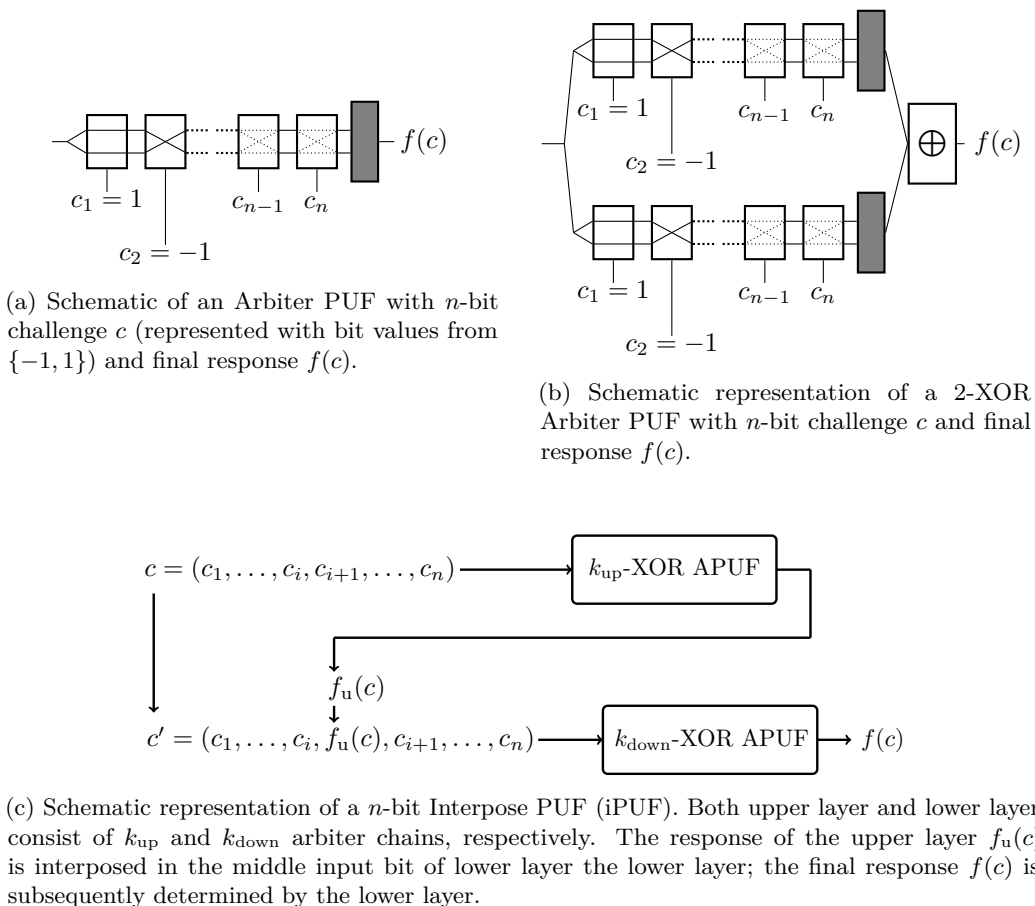 c₁ = 1
c₂ = −1
cₙ₋₁
cₙ
f(c)
(a) Schematic of an Arbiter PUF with n-bit
challenge c (represented with bit values from
{−1, 1}) and final response f(c).
c₁ = 1
c₂ = −1
cₙ₋₁
cₙ
c₁ = 1
c₂ = −1
cₙ₋₁
cₙ
⊕
f(c)
(b) Schematic representation of a 2-XOR
Arbiter PUF with n-bit challenge c and final
response f(c).
c = (c₁, . . . , cᵢ, cᵢ₊₁, . . . , cₙ)
k_up-XOR APUF
f_u(c)
c′ = (c₁, . . . , cᵢ, f_u(c), cᵢ₊₁, . . . , cₙ)
k_down-XOR APUF
f(c)
(c) Schematic representation of a n-bit Interpose PUF (iPUF). Both upper layer and lower layer
consist of k_up and k_down arbiter chains, respectively. The response of the upper layer f_u(c)
is interposed in the middle input bit of lower layer the lower layer; the final response f(c) is
subsequently determined by the lower layer.